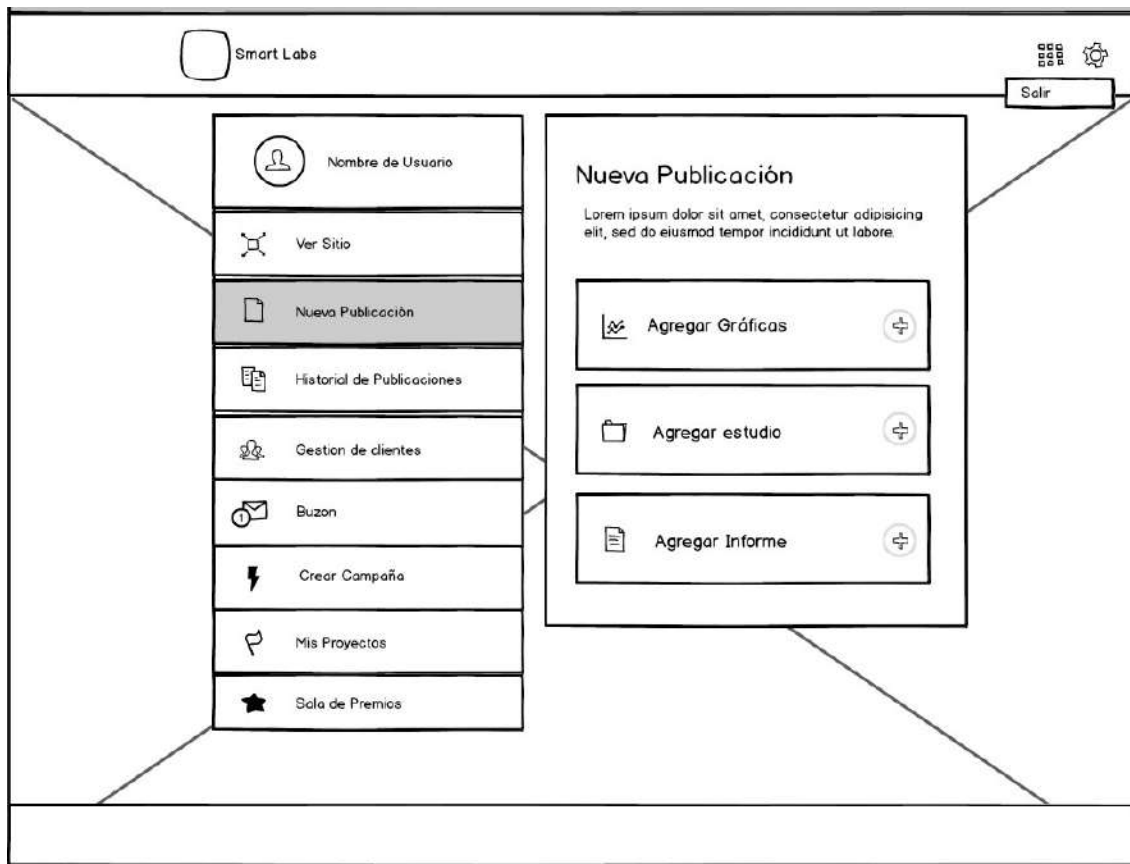 Smart Labs
Salir
Nombre de Usuario
Ver Sitio
Nueva Publicación
Historial de Publicaciones
Gestion de clientes
1
Buzon
Crear Campaña
Mis Proyectos
Sala de Premios
Nueva Publicación
Lorem ipsum dolor sit amet, consectetur adipisicing
elit, sed do eiusmod tempor incididunt ut labore.
Agregar Gráficas
Agregar estudio
Agregar Informe